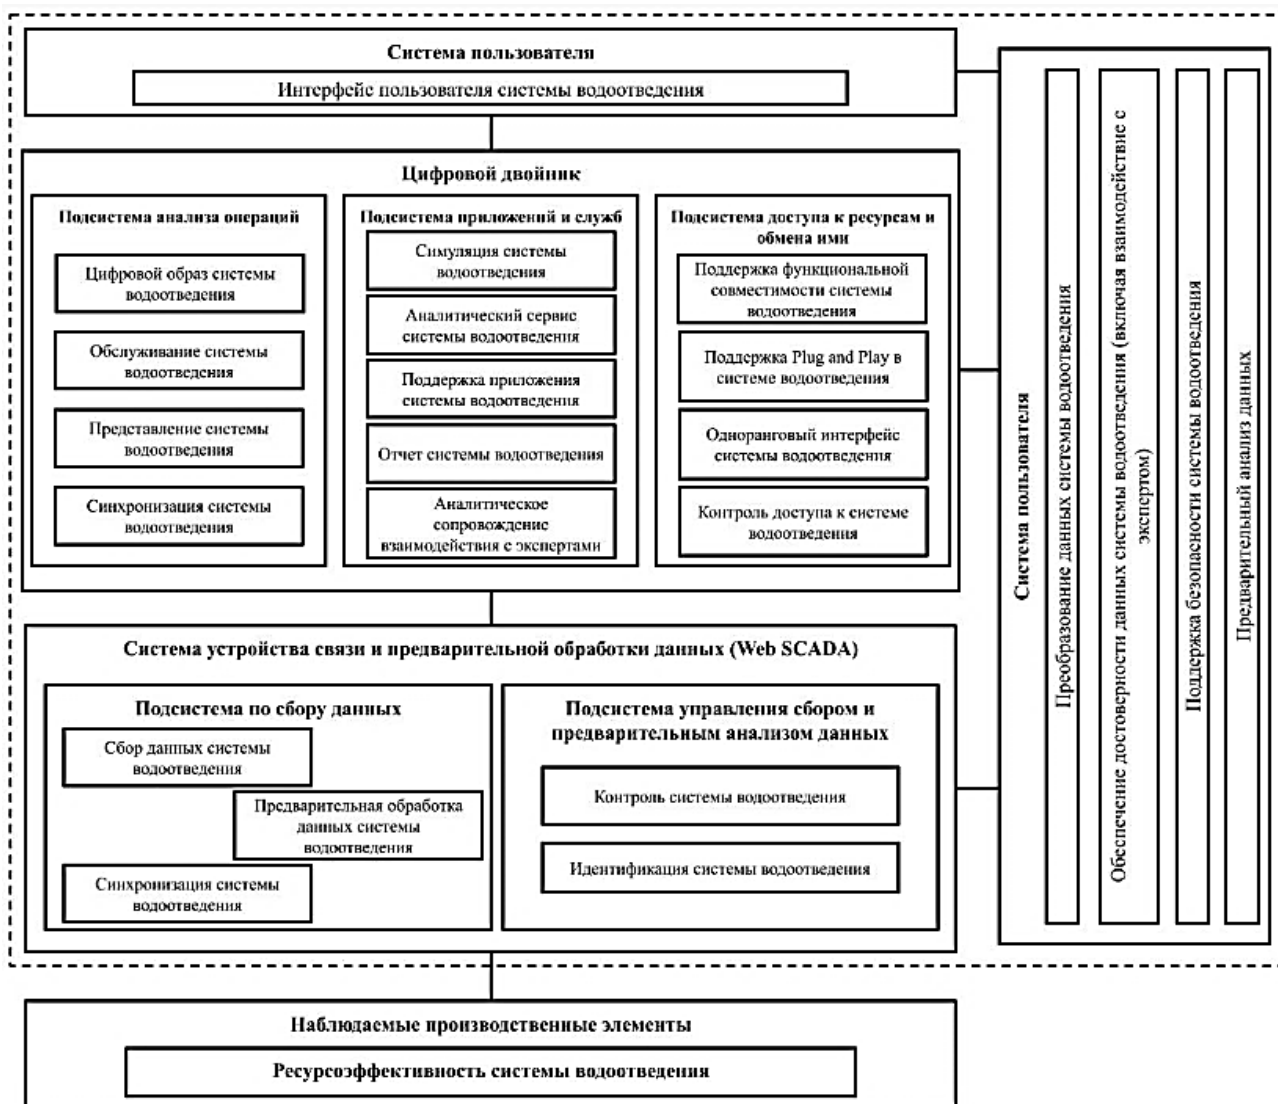 Система пользователя
Интерфейс пользователя системы водоотведения
Цифровой двойник
Подсистема анализа операций
Цифровой образ системы
водоотведения
Обслуживание системы
водоотведения
Представление системы
водоотведения
Синхронизация системы
водоотведения
Подсистема приложений и служб
Симуляция системы
водоотведения
Аналитический сервис
системы водоотведения
Поддержка приложения
системы водоотведения
Отчет системы водоотведения
Аналитическое
сопровождение
взаимодействия с экспертами
Подсистема доступа к ресурсам и
обмена ими
Поддержка функциональной
совместимости системы
водоотведения
Поддержка Plug and Play в
системе водоотведения
Одноранговый интерфейс
системы водоотведения
Контроль доступа к системе
водоотведения
Система устройства связи и предварительной обработки данных (Web SCADA)
Подсистема по сбору данных
Сбор данных системы
водоотведения
Предварительная обработка
данных системы
водоотведения
Синхронизация системы
водоотведения
Подсистема управления сбором и
предварительным анализом данных
Контроль системы водоотведения
Идентификация системы водоотведения
Наблюдаемые производственные элементы
Ресурсоэффективность системы водоотведения
Система пользователя
Преобразование данных системы водоотведения
Обеспечение достоверности данных системы водоотведения (включая взаимодействие с
экспертом)
Поддержка безопасности системы водоотведения
Предварительный анализ данных